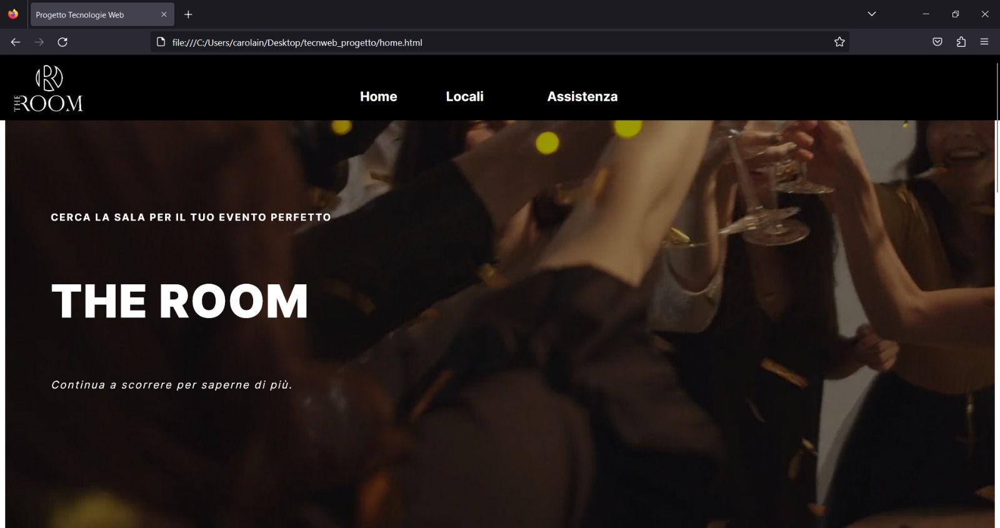 Progetto Tecnologie Web
file:///C:/Users/carolain/Desktop/tecnweb_progetto/home.html
R
THE ROOM
Home Locali Assistenza
CERCA LA SALA PER IL TUO EVENTO PERFETTO
THE ROOM
Continua a scorrere per saperne di più.